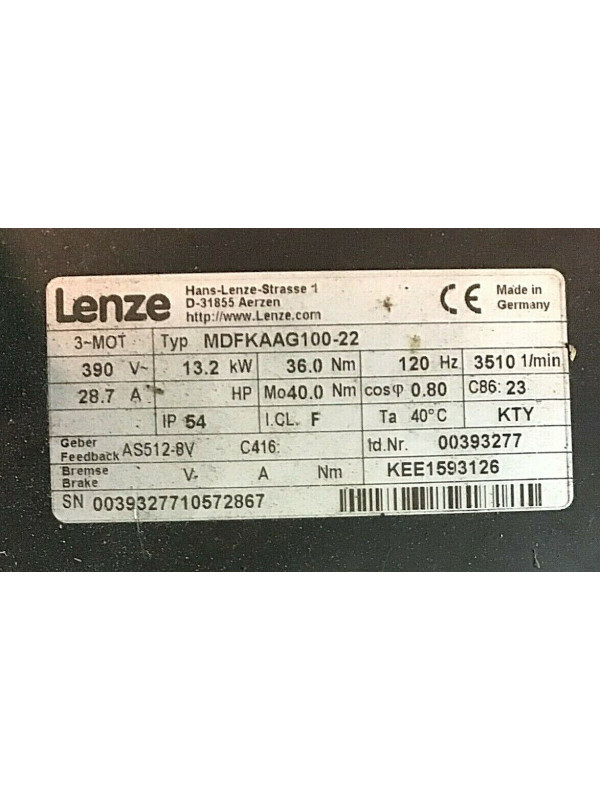 Lenze
Hans-Lenze-Strasse 1
D-31855 Aerzen
http://www.Lenze.com
CE
Made in
Germany
3~MOT Typ MDFKAAG100-22
390 V~ 13.2 kW 36.0 Nm 120 Hz 3510 1/min
28.7 A HP Mo40.0 Nm cosφ 0.80 C86: 23
IP 54 I.CL. F Ta 40°C KTY
Geber
Feedback AS512-8V C416: Id.Nr. 00393277
Bremse
Brake V~ A Nm KEE1593126
SN 0039327710572867